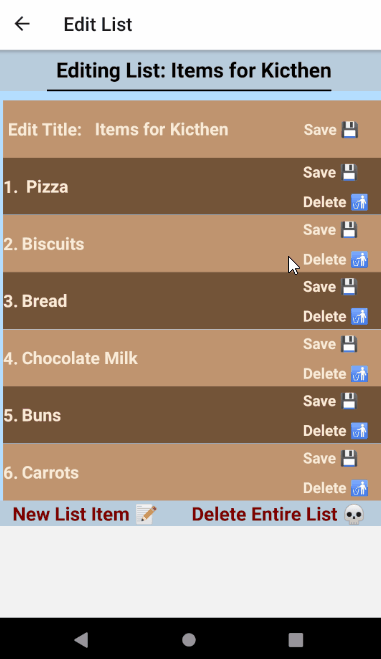 Edit List
Editing List: Items for Kicthen
Edit Title: Items for Kicthen Save 💾
1. Pizza
Save 💾
Delete 🚮
2. Biscuits
Save 💾
Delete 🚮
3. Bread
Save 💾
Delete 🚮
4. Chocolate Milk
Save 💾
Delete 🚮
5. Buns
Save 💾
Delete 🚮
6. Carrots
Save 💾
Delete 🚮
New List Item 📝 Delete Entire List 💀